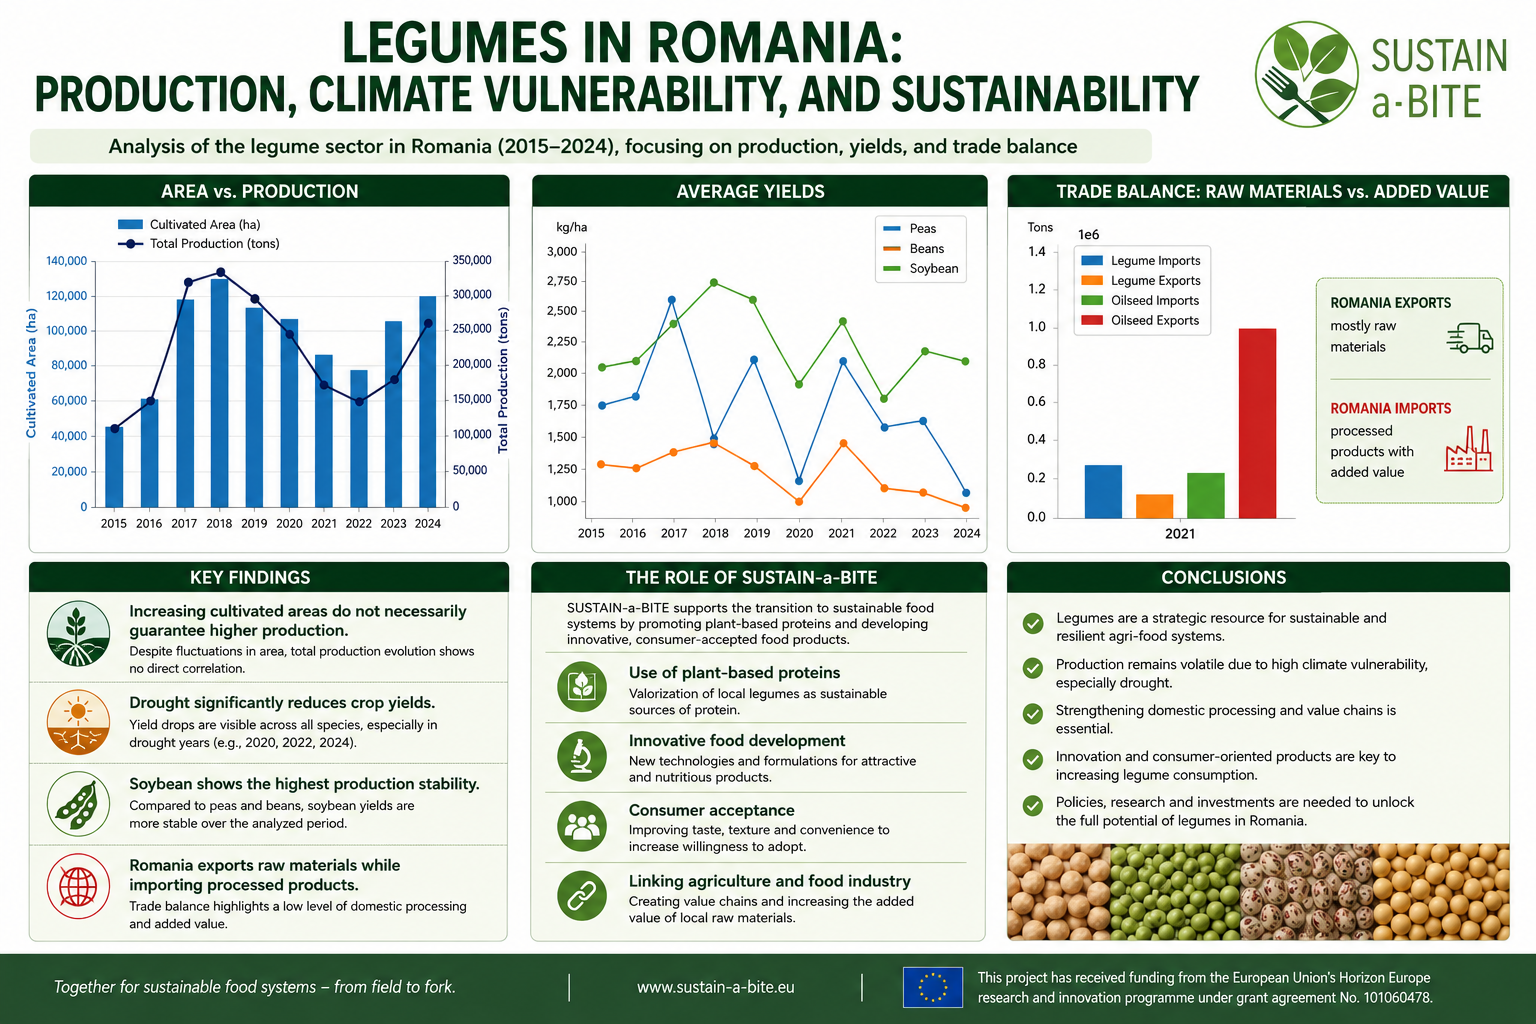 LEGUMES IN ROMANIA:
PRODUCTION, CLIMATE VULNERABILITY, AND SUSTAINABILITY
SUSTAIN
a-BITE
Analysis of the legume sector in Romania (2015–2024), focusing on production, yields, and trade balance
AREA vs. PRODUCTION
Cultivated Area (ha)
Total Production (tons)
Cultivated Area (ha)
140,000
120,000
100,000
80,000
60,000
40,000
20,000
0
350,000
300,000
250,000
200,000
150,000
100,000
50,000
0
Total Production (tons)
2015 2016 2017 2018 2019 2020 2021 2022 2023 2024
AVERAGE YIELDS
kg/ha
Peas
Beans
Soybean
3,000
2,750
2,500
2,250
2,000
1,750
1,500
1,250
1,000
2015 2016 2017 2018 2019 2020 2021 2022 2023 2024
TRADE BALANCE: RAW MATERIALS vs. ADDED VALUE
Tons
1e6
Legume Imports
Legume Exports
Oilseed Imports
Oilseed Exports
1.4
1.2
1.0
0.8
0.6
0.4
0.2
0.0
2021
ROMANIA EXPORTS
mostly raw
materials
ROMANIA IMPORTS
processed
products with
added value
KEY FINDINGS
Increasing cultivated areas do not necessarily
guarantee higher production.
Despite fluctuations in area, total production evolution shows
no direct correlation.
Drought significantly reduces crop yields.
Yield drops are visible across all species, especially in
drought years (e.g., 2020, 2022, 2024).
Soybean shows the highest production stability.
Compared to peas and beans, soybean yields are
more stable over the analyzed period.
Romania exports raw materials while
importing processed products.
Trade balance highlights a low level of domestic processing
and added value.
THE ROLE OF SUSTAIN-a-BITE
SUSTAIN-a-BITE supports the transition to sustainable food
systems by promoting plant-based proteins and developing
innovative, consumer-accepted food products.
Use of plant-based proteins
Valorization of local legumes as sustainable
sources of protein.
Innovative food development
New technologies and formulations for attractive
and nutritious products.
Consumer acceptance
Improving taste, texture and convenience to
increase willingness to adopt.
Linking agriculture and food industry
Creating value chains and increasing the added
value of local raw materials.
CONCLUSIONS
Legumes are a strategic resource for sustainable and
resilient agri-food systems.
Production remains volatile due to high climate vulnerability,
especially drought.
Strengthening domestic processing and value chains is
essential.
Innovation and consumer-oriented products are key to
increasing legume consumption.
Policies, research and investments are needed to unlock
the full potential of legumes in Romania.
Together for sustainable food systems – from field to fork.
www.sustain-a-bite.eu
This project has received funding from the European Union's Horizon Europe
research and innovation programme under grant agreement No. 101060478.